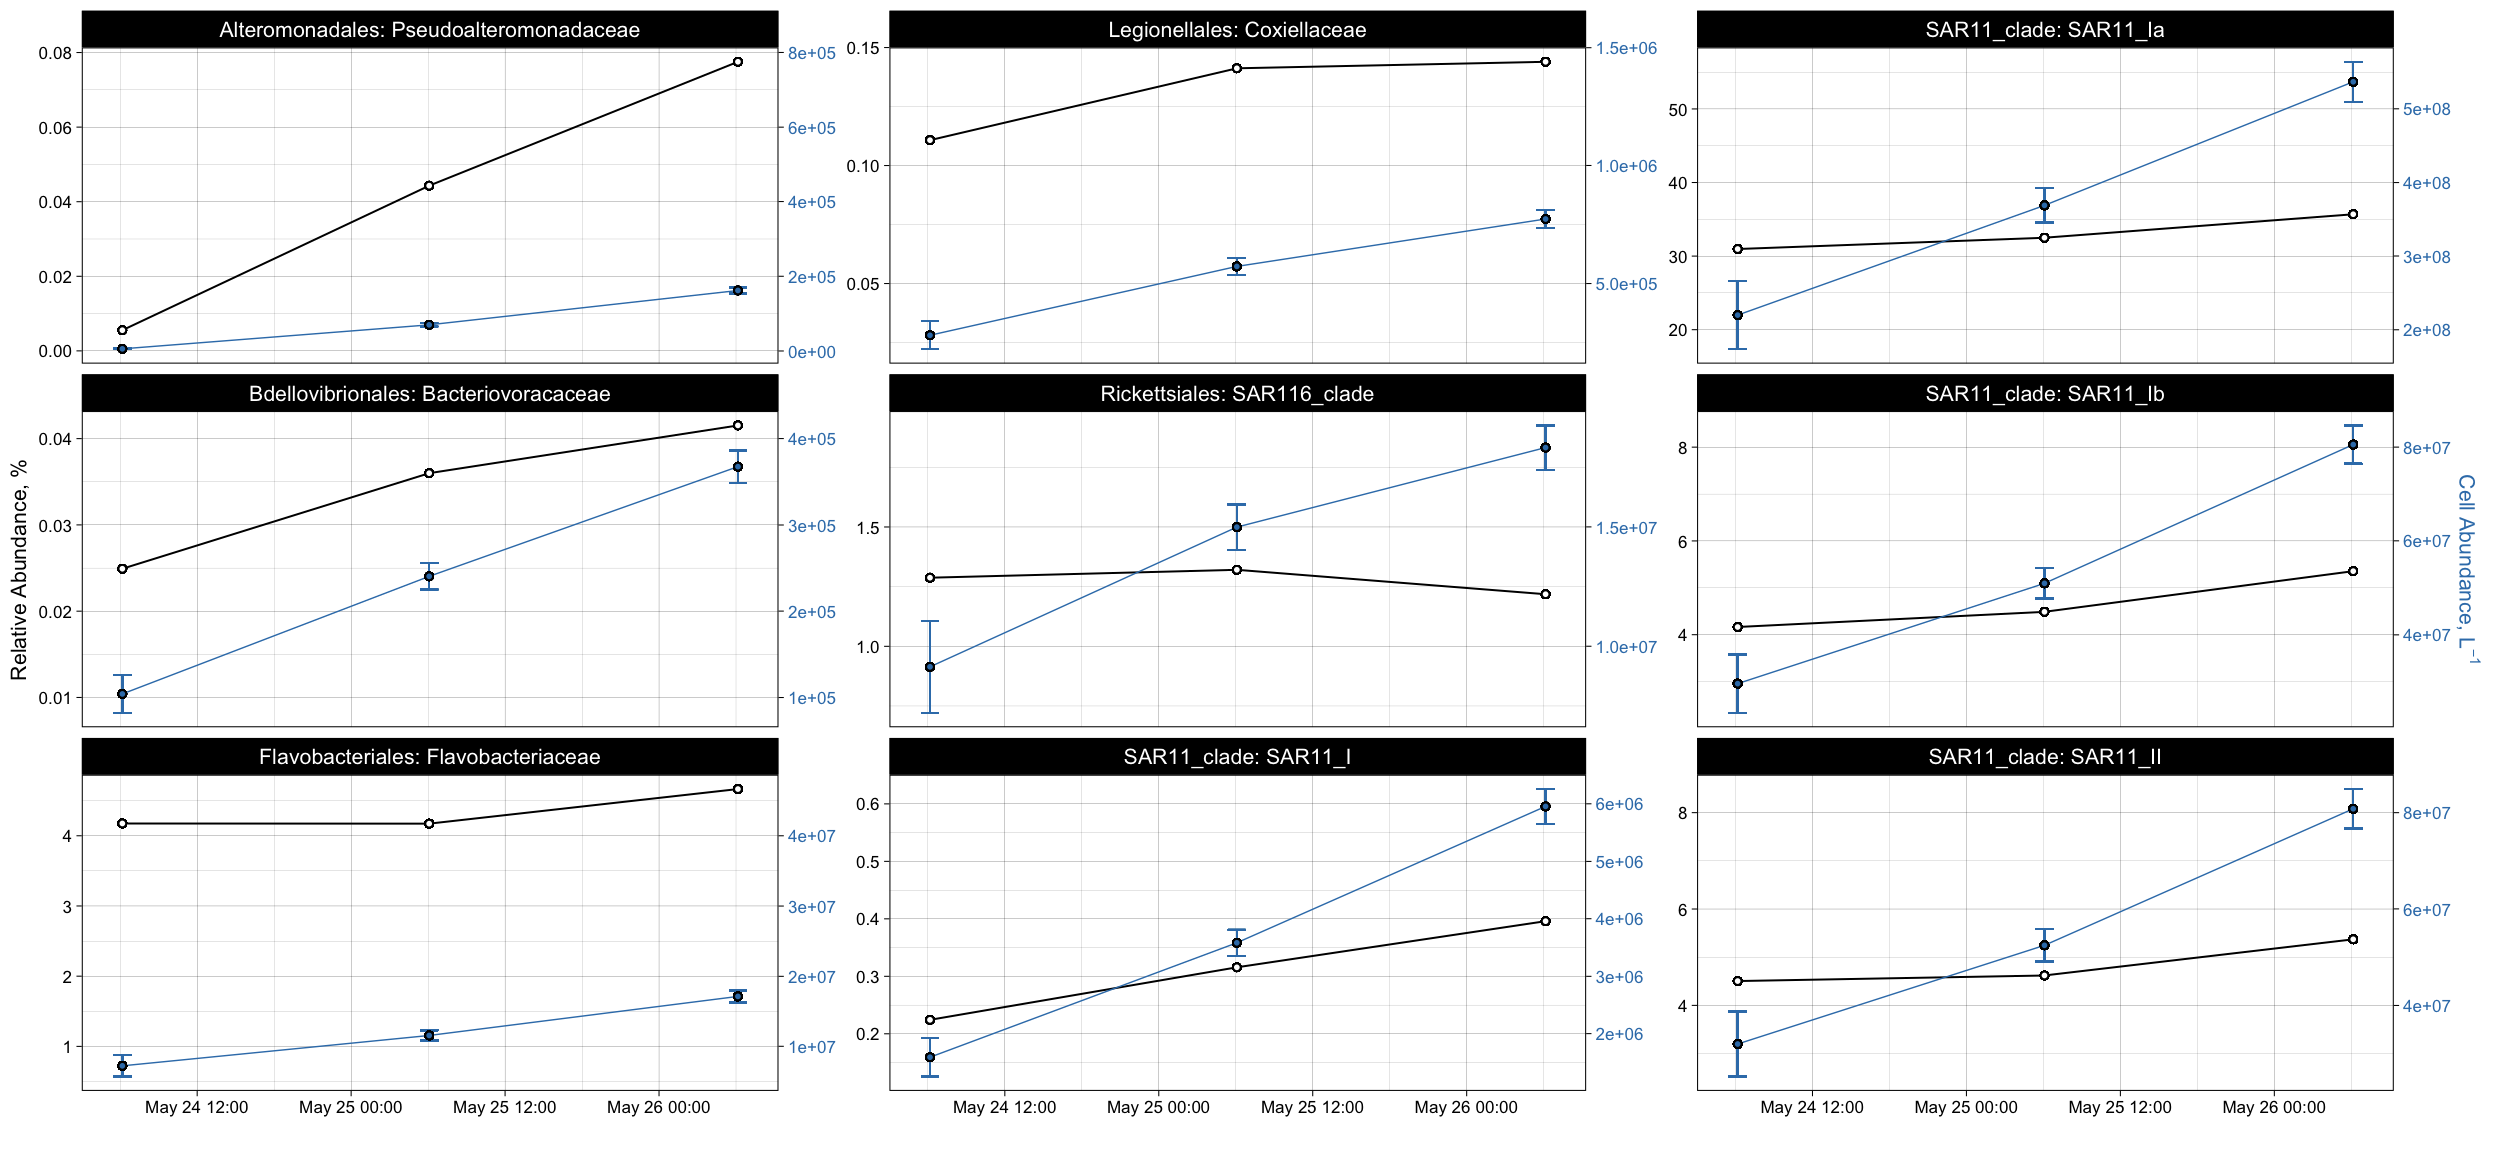 Alteromonadales: Pseudoalteromonadaceae
0.08
0.06
0.04
0.02
0.00
8e+05
6e+05
4e+05
2e+05
0e+00
Legionellales: Coxiellaceae
0.15
0.10
0.05
1.5e+06
1.0e+06
5.0e+05
SAR11_clade: SAR11_Ia
50
40
30
20
5e+08
4e+08
3e+08
2e+08
Bdellovibrionales: Bacteriovoracaceae
0.04
0.03
0.02
0.01
4e+05
3e+05
2e+05
1e+05
Rickettsiales: SAR116_clade
1.5
1.0
1.5e+07
1.0e+07
SAR11_clade: SAR11_Ib
8
6
4
8e+07
6e+07
4e+07
Flavobacteriales: Flavobacteriaceae
4
3
2
1
4e+07
3e+07
2e+07
1e+07
May 24 12:00
May 25 00:00
May 25 12:00
May 26 00:00
SAR11_clade: SAR11_I
0.6
0.5
0.4
0.3
0.2
6e+06
5e+06
4e+06
3e+06
2e+06
May 24 12:00
May 25 00:00
May 25 12:00
May 26 00:00
SAR11_clade: SAR11_II
8
6
4
8e+07
6e+07
4e+07
May 24 12:00
May 25 00:00
May 25 12:00
May 26 00:00
Relative Abundance, %
Cell Abundance, L⁻¹